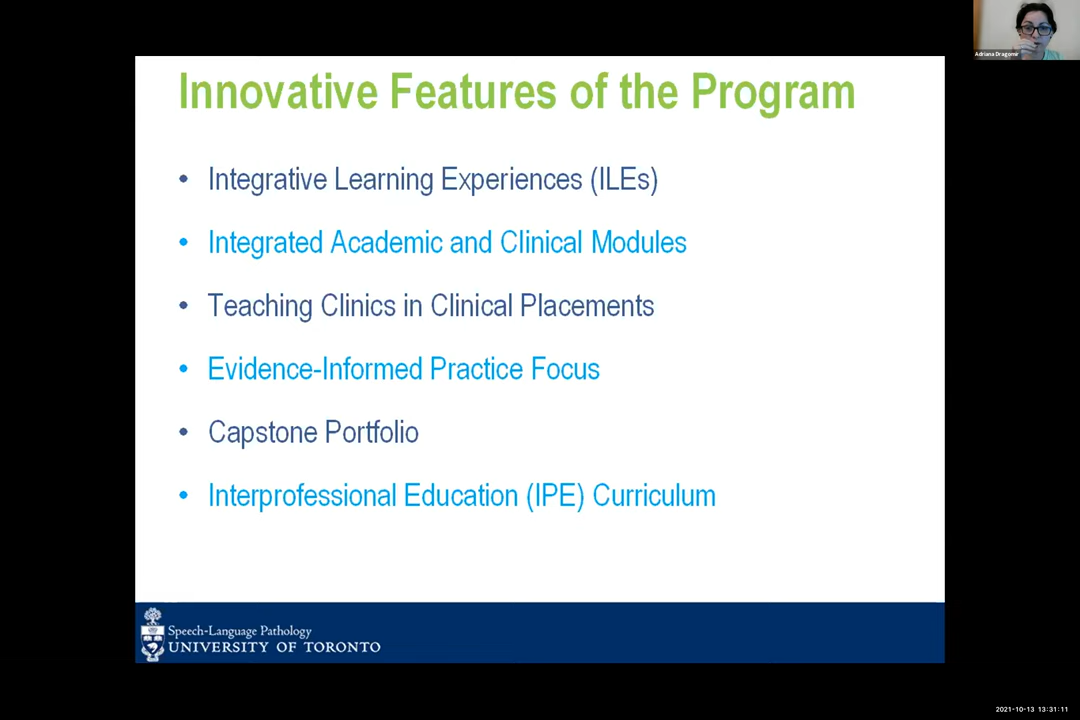 Adriana Dragomir
Innovative Features of the Program
• Integrative Learning Experiences (ILEs)
• Integrated Academic and Clinical Modules
• Teaching Clinics in Clinical Placements
• Evidence-Informed Practice Focus
• Capstone Portfolio
• Interprofessional Education (IPE) Curriculum
Speech-Language Pathology
UNIVERSITY OF TORONTO
2021-10-13 13:31:11